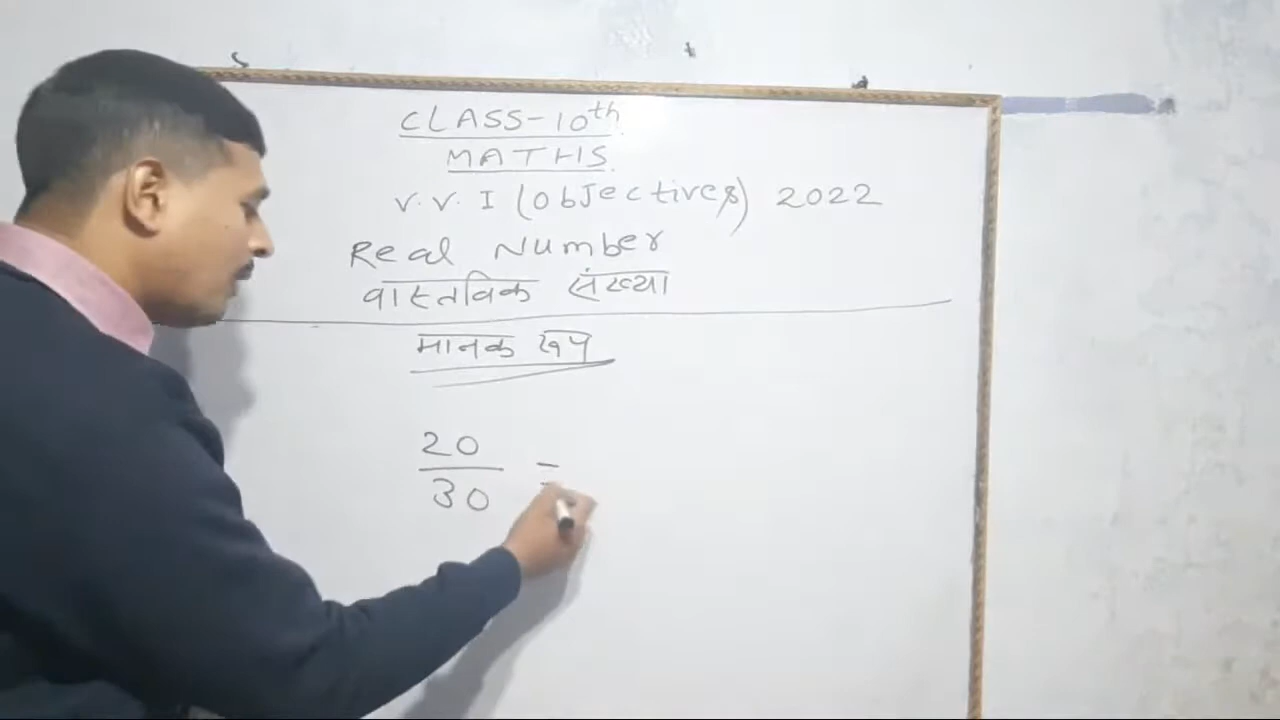 CLASS-10th
MATHS
V.V.I (Objectives) 2022
Real Number
वास्तविक संख्या
मानक रूप
20
30 =